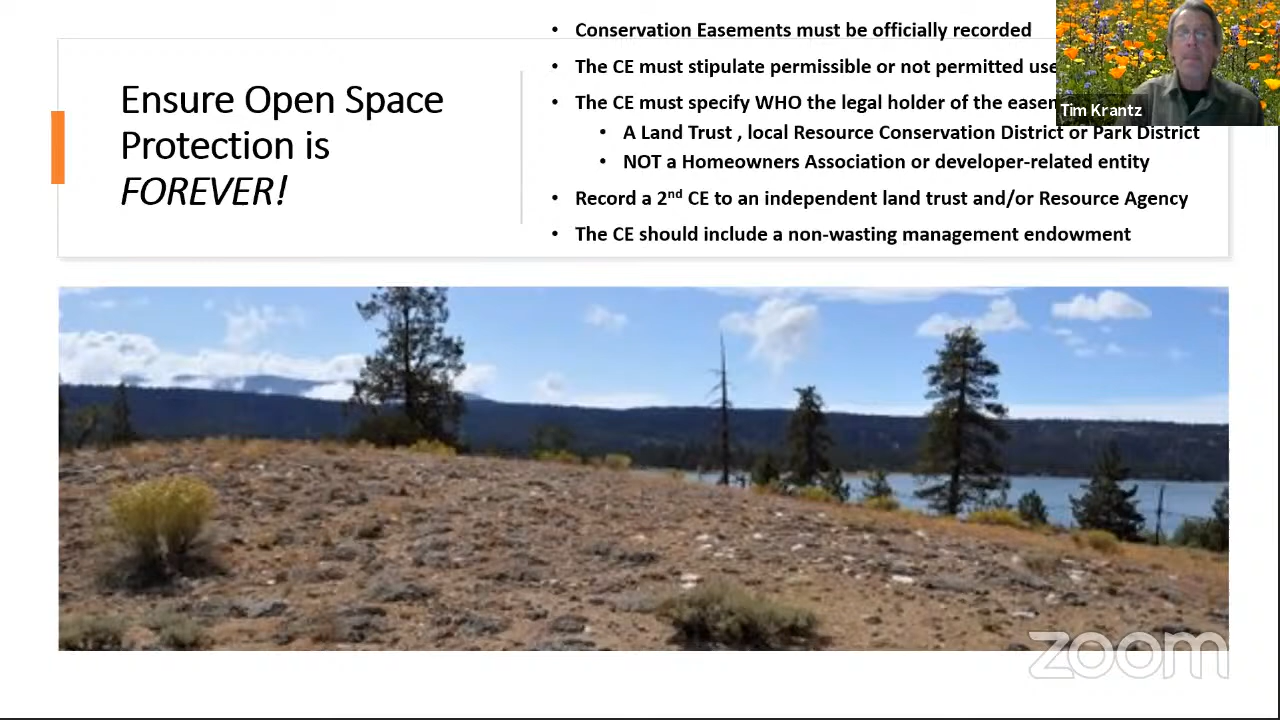 Ensure Open Space
Protection is
FOREVER!
• Conservation Easements must be officially recorded
• The CE must stipulate permissible or not permitted
• The CE must specify WHO the legal holder of the
• A Land Trust , local Resource Conservation District or Park District
• NOT a Homeowners Association or developer-related entity
• Record a 2nd CE to an independent land trust and/or Resource Agency
• The CE should include a non-wasting management endowment
Tim Krantz
zoom